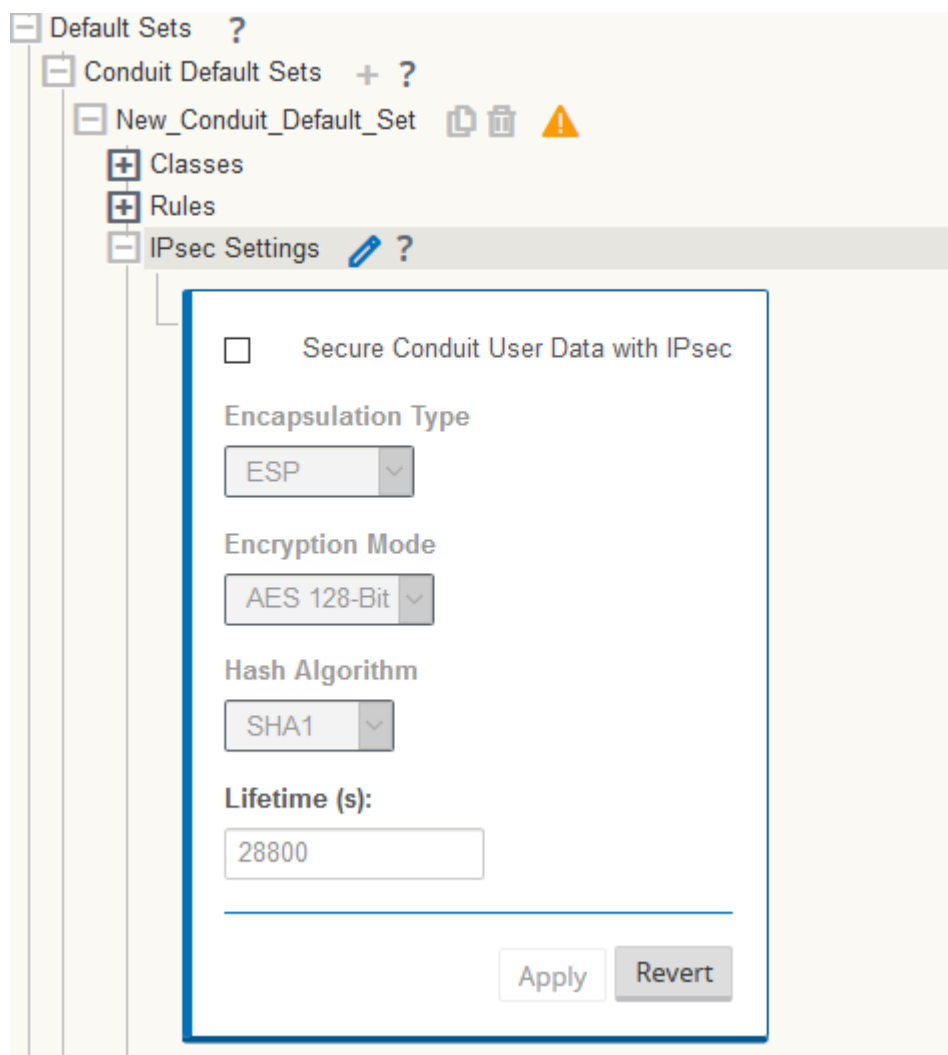 Default Sets ?
Conduit Default Sets + ?
New_Conduit_Default_Set
Classes
Rules
IPsec Settings ?
Secure Conduit User Data with IPsec
Encapsulation Type
ESP
Encryption Mode
AES 128-Bit
Hash Algorithm
SHA1
Lifetime (s):
28800
Apply Revert